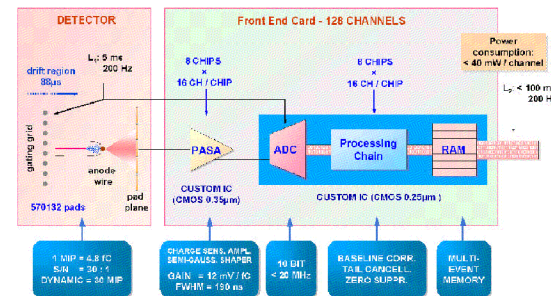 DETECTOR
Front End Card - 128 CHANNELS
Power
consumption:
< 40 mW / channel
L₁: 5 ms
200 Hz
drift region
88µs
8 CHIPS
×
16 CH / CHIP
8 CHIPS
×
16 CH / CHIP
L₂: < 100 ms
200 Hz
gating grid
PASA
ADC
Processing
Chain
RAM
anode
wire
pad
plane
570132 pads
CUSTOM IC
(CMOS 0.35µm)
CUSTOM IC (CMOS 0.25µm )
1 MIP = 4.8 fC
S/N = 30 : 1
DYNAMIC = 30 MIP
CHARGE SENS. AMPL.
SEMI-GAUSS. SHAPER
GAIN = 12 mV / fC
FWHM = 190 ns
10 BIT
< 20 MHz
BASELINE CORR.
TAIL CANCELL.
ZERO SUPPR.
MULTI-
EVENT
MEMORY